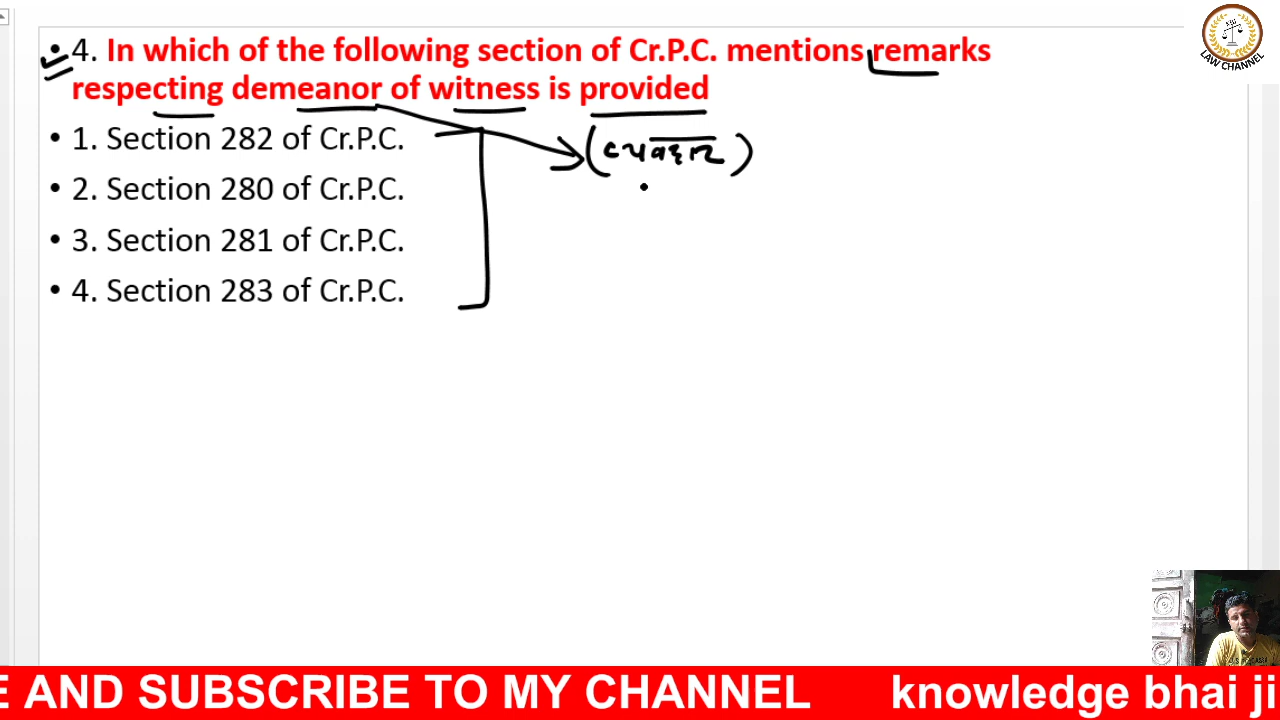 LAW CHANNEL
• 4. In which of the following section of Cr.P.C. mentions remarks
respecting demeanor of witness is provided
• 1. Section 282 of Cr.P.C.
(व्यवहार)
• 2. Section 280 of Cr.P.C.
• 3. Section 281 of Cr.P.C.
• 4. Section 283 of Cr.P.C.
E AND SUBSCRIBE TO MY CHANNEL knowledge bhai ji